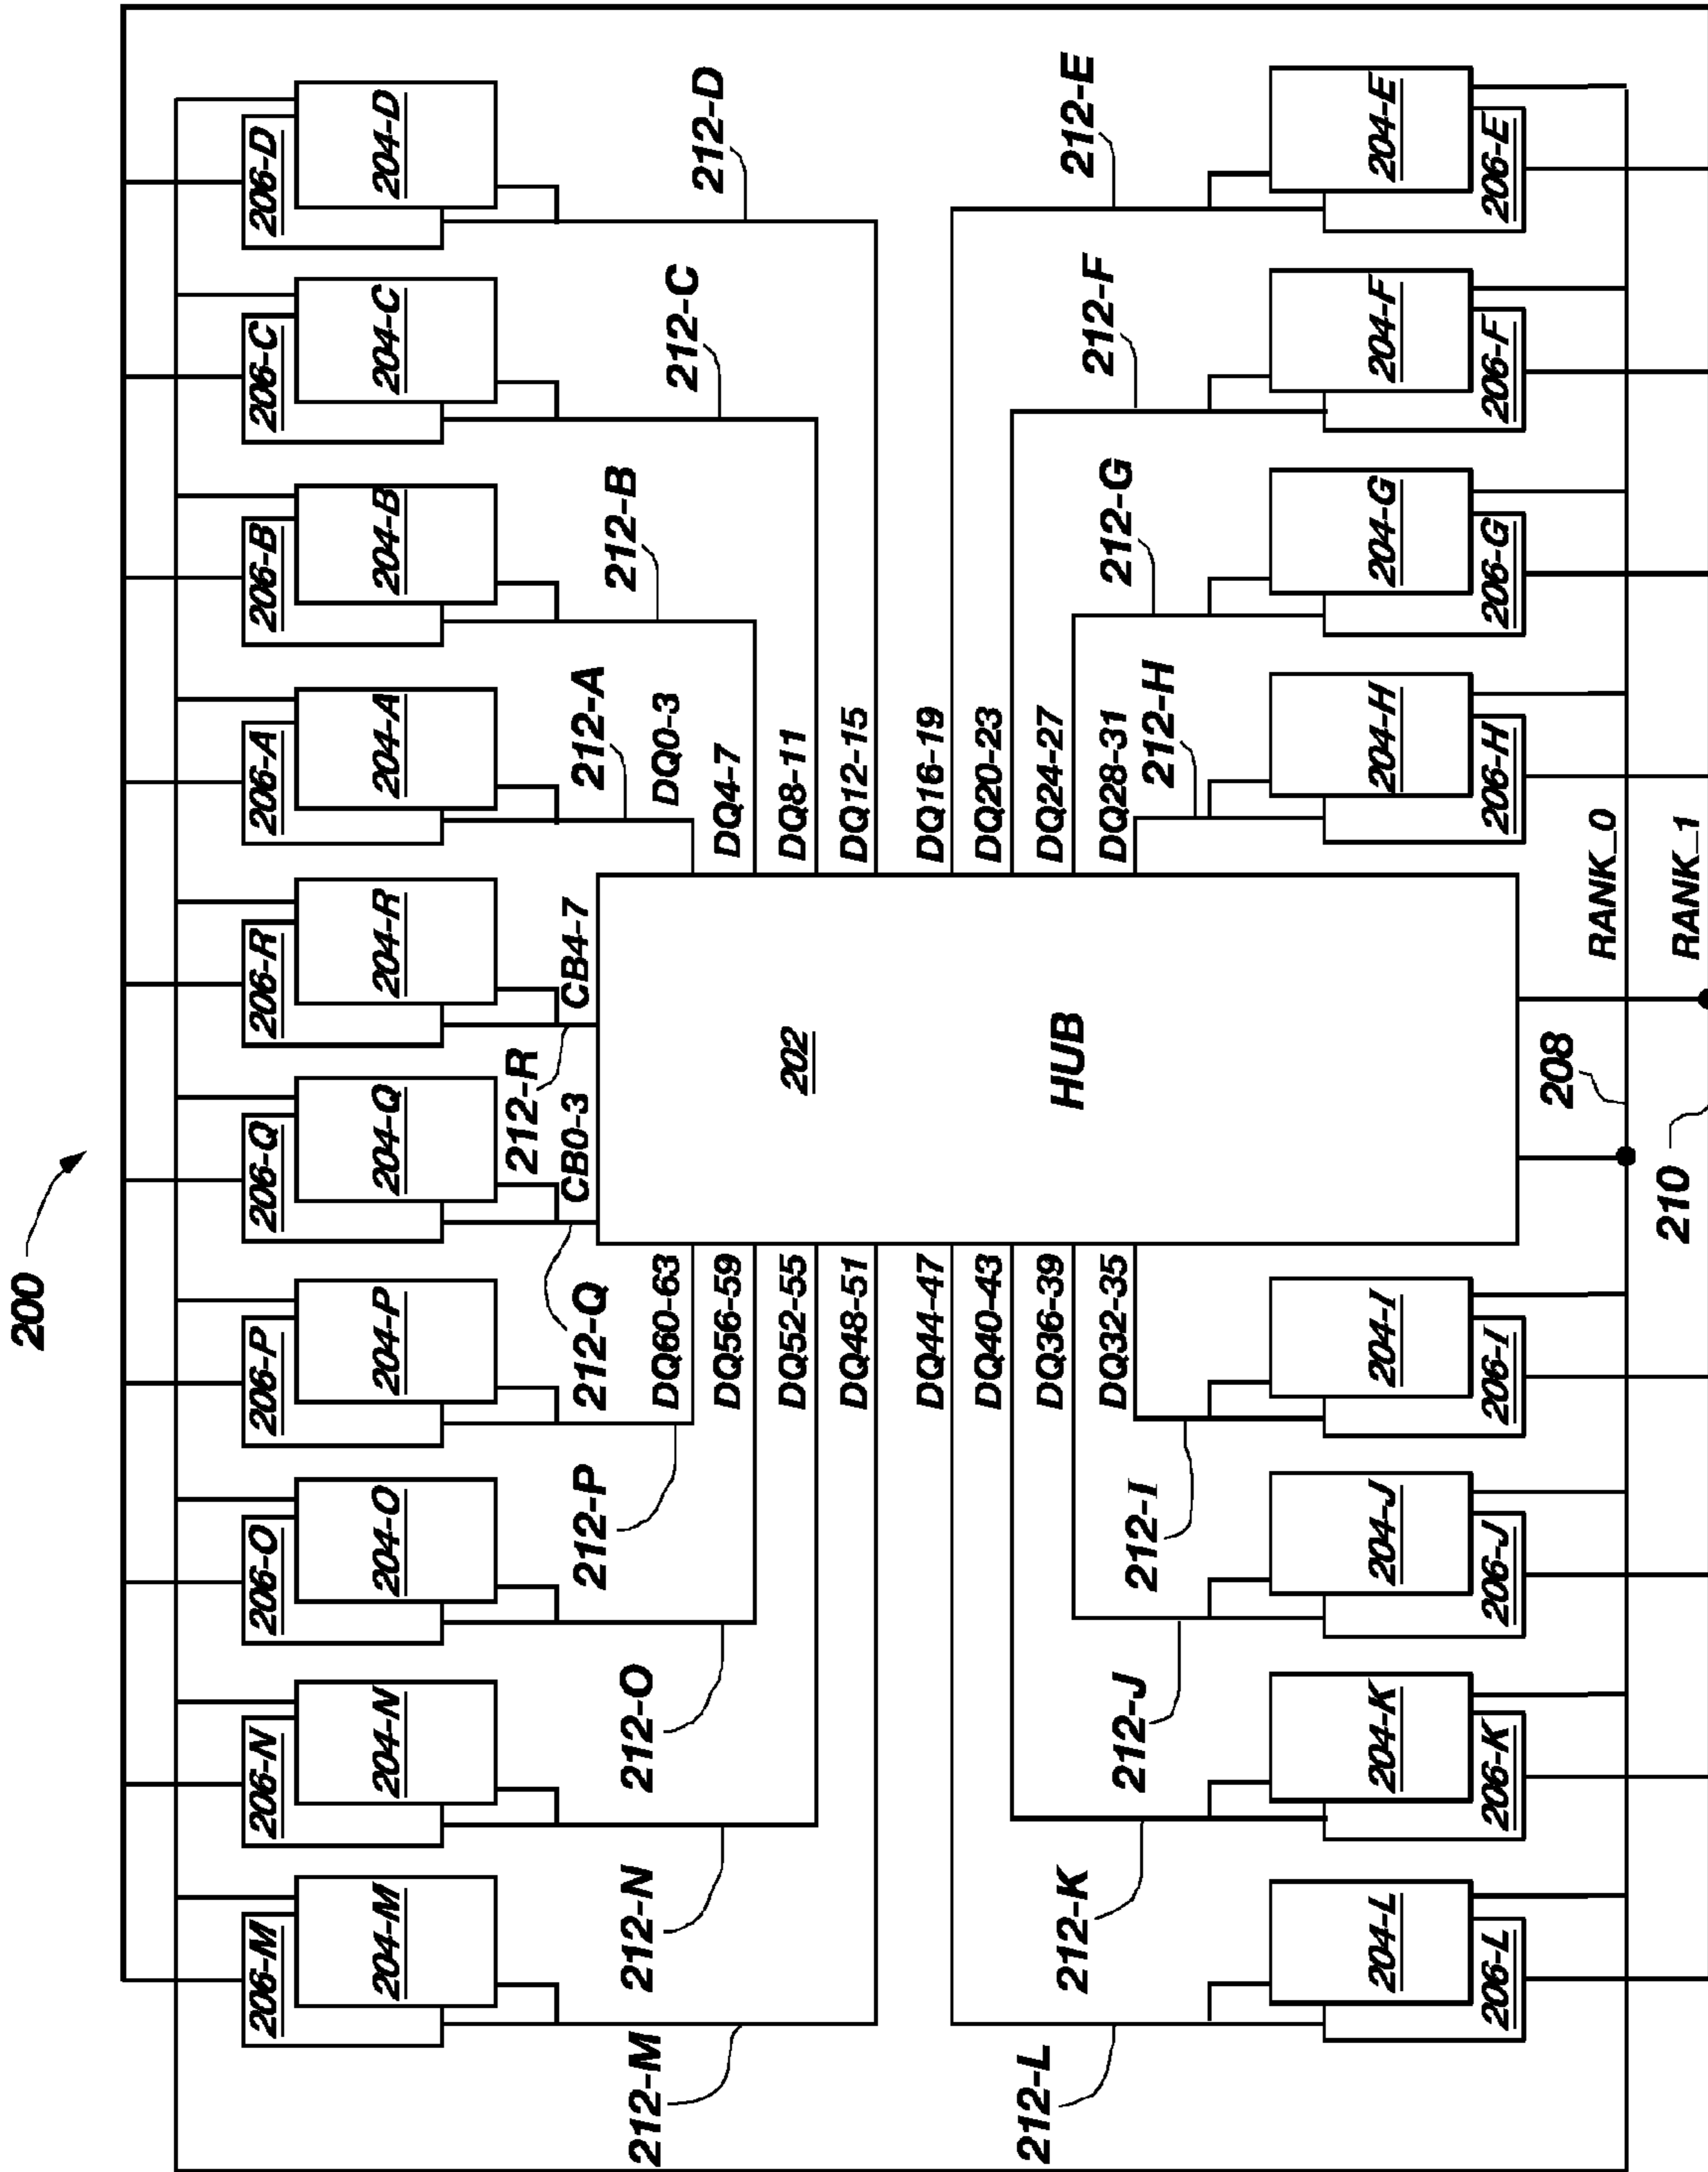 200
206-M
204-M
206-N
204-N
206-O
204-O
206-P
204-P
206-Q
204-Q
206-R
204-R
206-A
204-A
206-B
204-B
206-C
204-C
206-D
204-D
212-M
212-N
212-O
212-P
212-Q
212-R
212-A
212-B
212-C
212-D
CB0-3
CB4-7
DQ60-63
DQ56-59
DQ52-55
DQ48-51
DQ44-47
DQ40-43
DQ36-39
DQ32-35
202
HUB
DQ0-3
DQ4-7
DQ8-11
DQ12-15
DQ16-19
DQ20-23
DQ24-27
DQ28-31
212-L
212-K
212-J
212-I
212-H
212-G
212-F
212-E
204-L
206-L
204-K
206-K
204-J
206-J
204-I
206-I
204-H
206-H
204-G
206-G
204-F
206-F
204-E
206-E
208
RANK_0
210
RANK_1